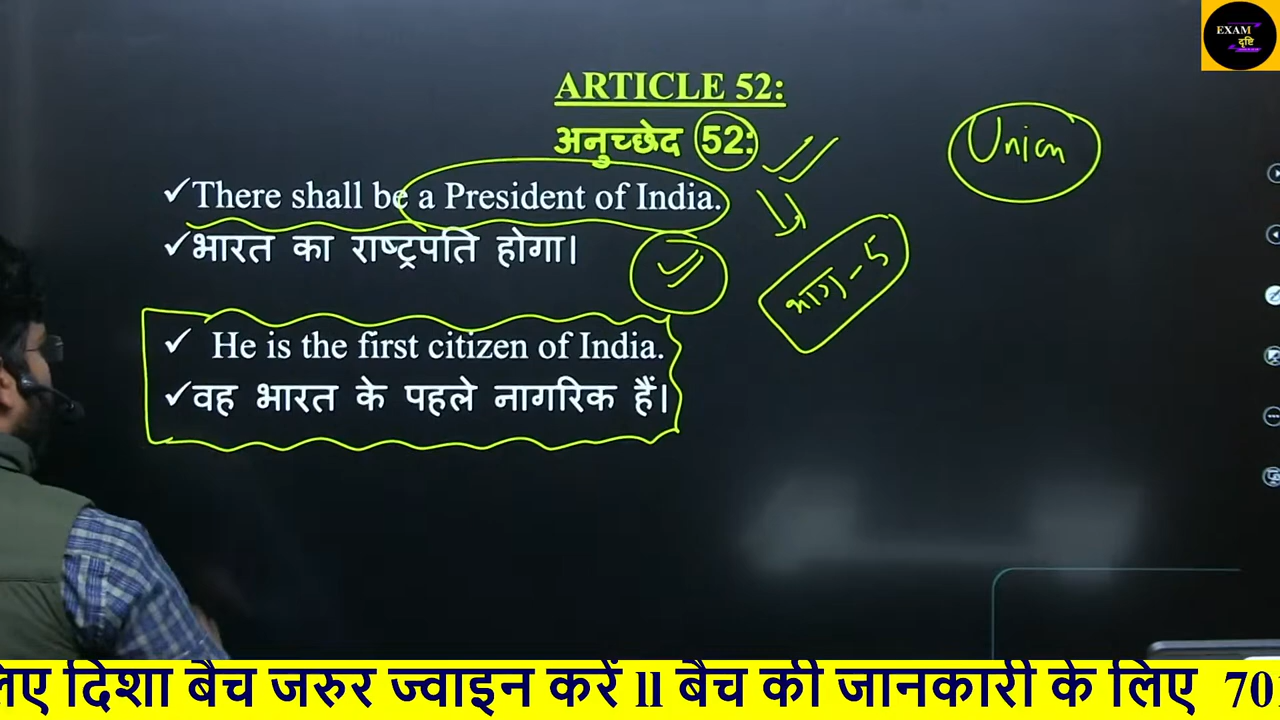 EXAM
दृष्टि
ARTICLE 52:
अनुच्छेद 52:
Union
✓There shall be a President of India.
✓भारत का राष्ट्रपति होगा।
भाग-5
✓ He is the first citizen of India.
✓वह भारत के पहले नागरिक हैं।
लिए दिशा बैच जरुर ज्वाइन करें ll बैच की जानकारी के लिए 70